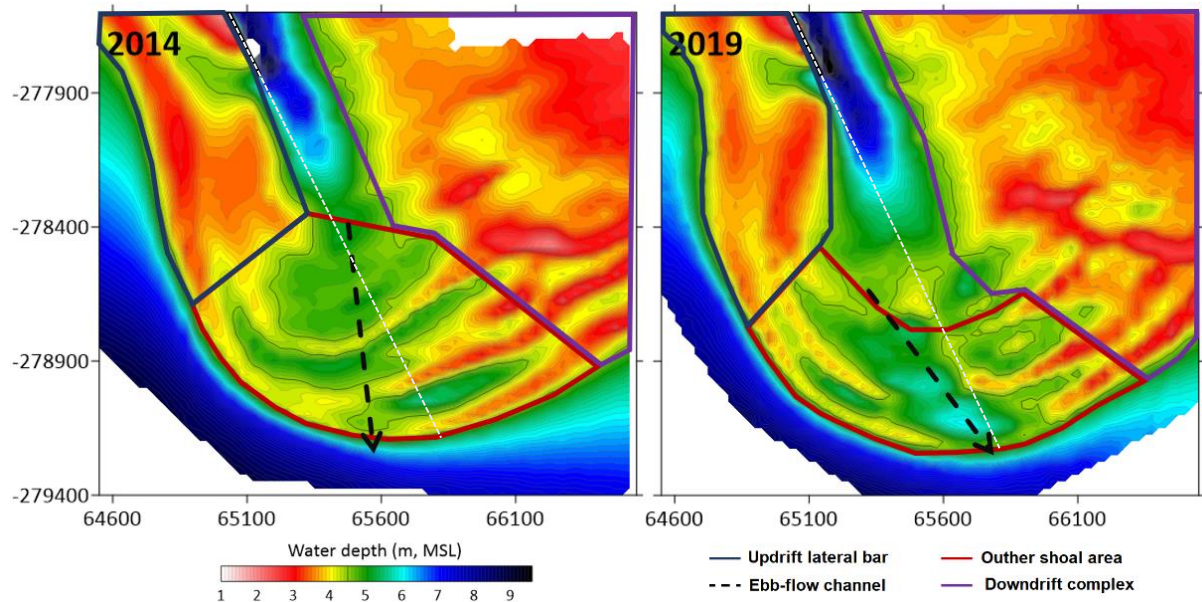 2014
2019
-277900
-278400
-278900
-279400
64600 65100 65600 66100
64600 65100 65600 66100
Water depth (m, MSL)
1 2 3 4 5 6 7 8 9
Updrift lateral bar
Outher shoal area
Ebb-flow channel
Downdrift complex